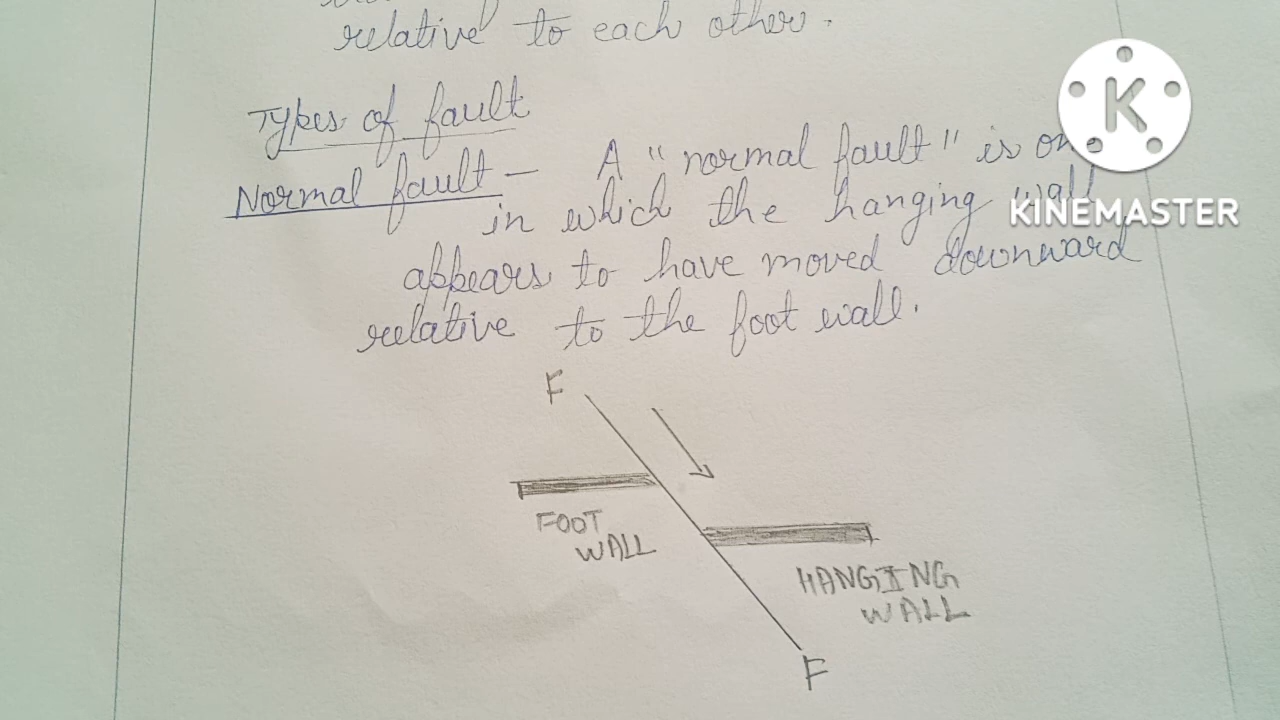 relative to each other.
Types of fault
Normal fault - A "normal fault" is
in which the hanging wall
appears to have moved downward
relative to the foot wall.
F
FOOT
WALL
HANGING
WALL
F
K
KINEMASTER